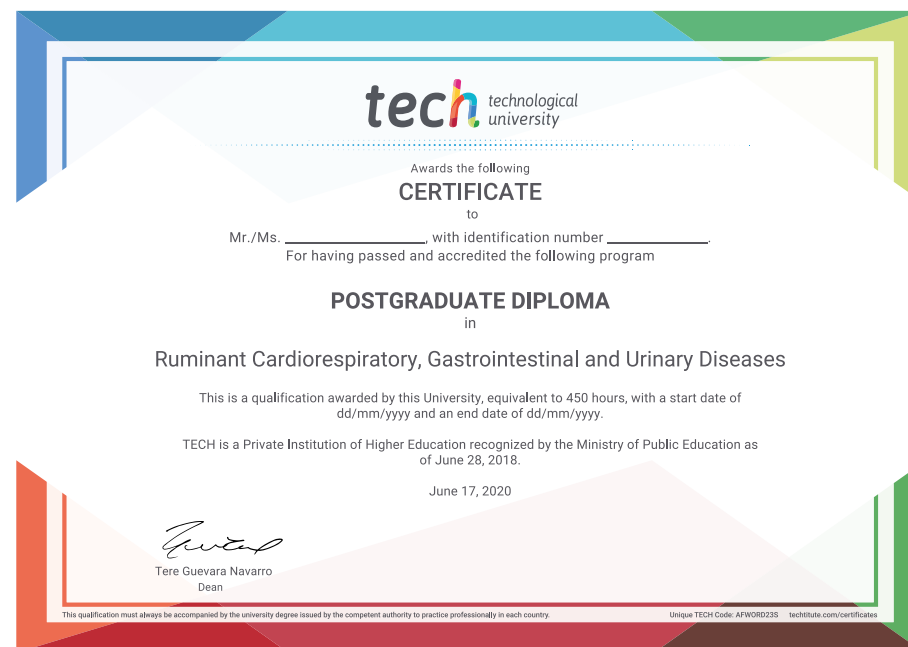 tech technological
university
Awards the following
CERTIFICATE
to
Mr./Ms. ____________________, with identification number ______________.
For having passed and accredited the following program
POSTGRADUATE DIPLOMA
in
Ruminant Cardiorespiratory, Gastrointestinal and Urinary Diseases
This is a qualification awarded by this University, equivalent to 450 hours, with a start date of
dd/mm/yyyy and an end date of dd/mm/yyyy.
TECH is a Private Institution of Higher Education recognized by the Ministry of Public Education as
of June 28, 2018.
June 17, 2020
Tere Guevara Navarro
Dean
This qualification must always be accompanied by the university degree issued by the competent authority to practice professionally in each country.
Unique TECH Code: AFWORD23S techtitute.com/certificates